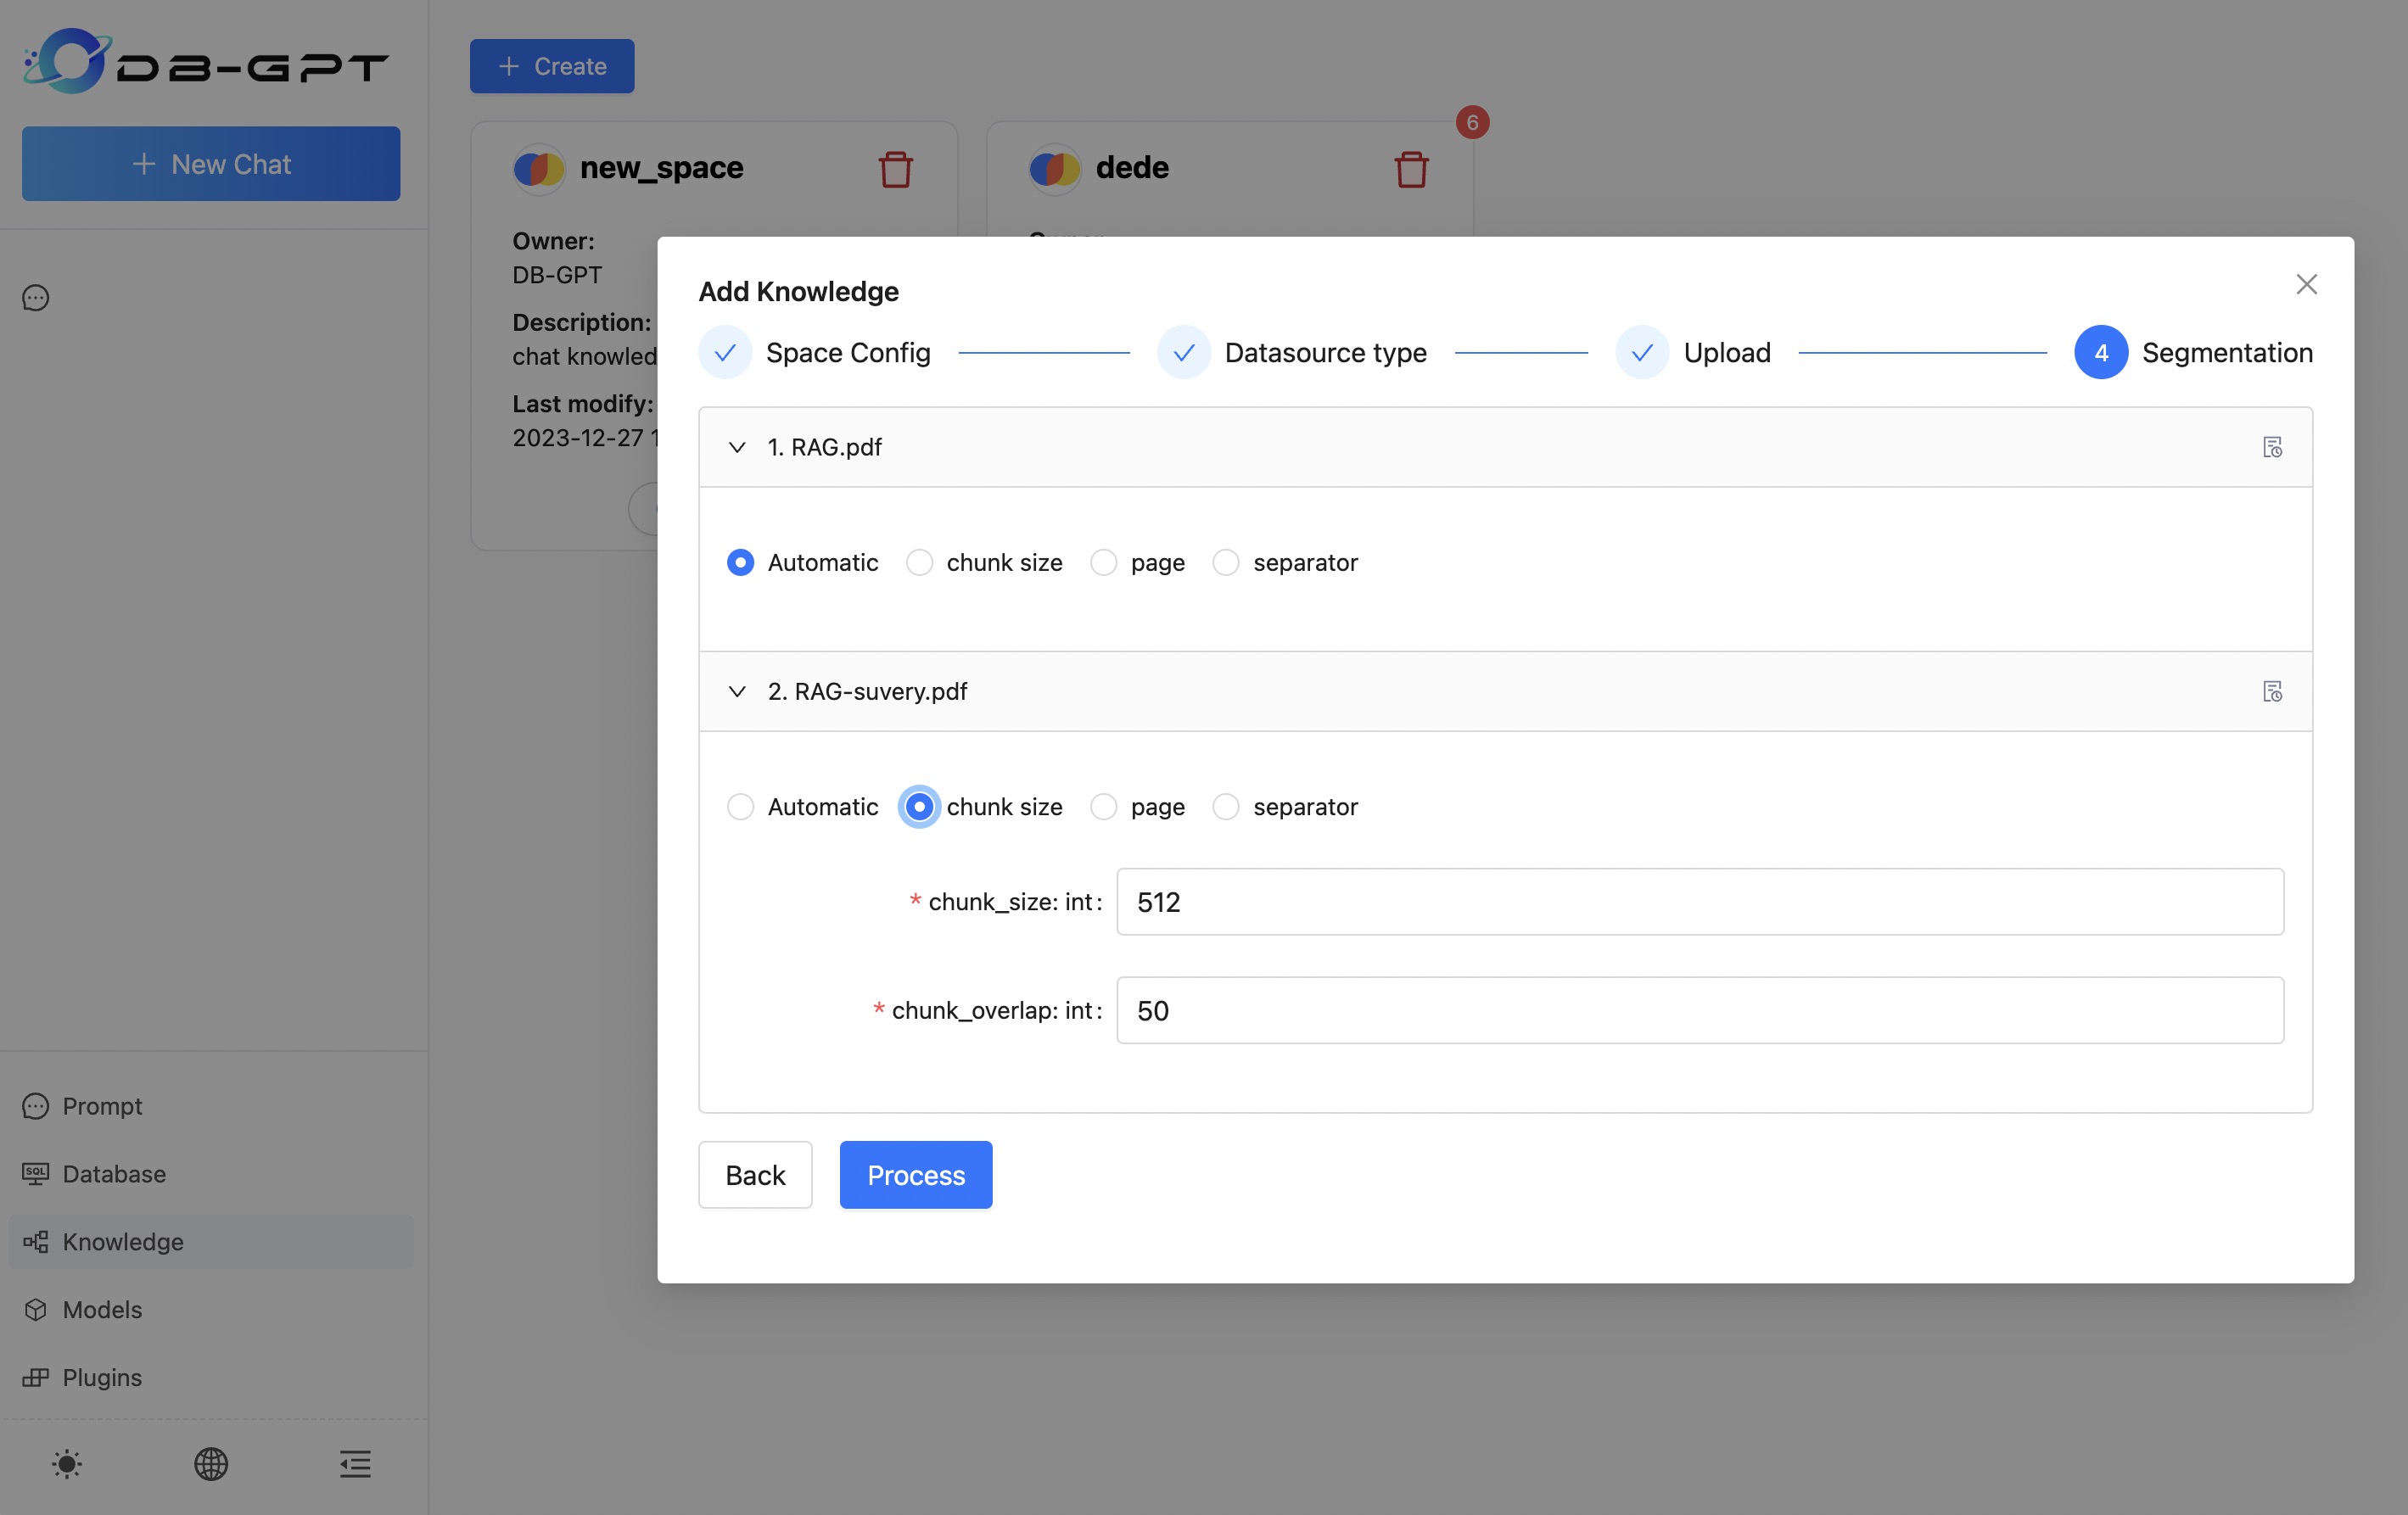 DB-GPT
+ New Chat
Prompt
Database
Knowledge
Models
Plugins
+ Create
new_space
Owner:
DB-GPT
Description:
chat knowled
Last modify:
2023-12-27 1
dede
6
Add Knowledge
Space Config
Datasource type
Upload
4 Segmentation
1. RAG.pdf
Automatic chunk size page separator
2. RAG-suvery.pdf
Automatic chunk size page separator
* chunk_size: int: 512
* chunk_overlap: int: 50
Back Process
SQL